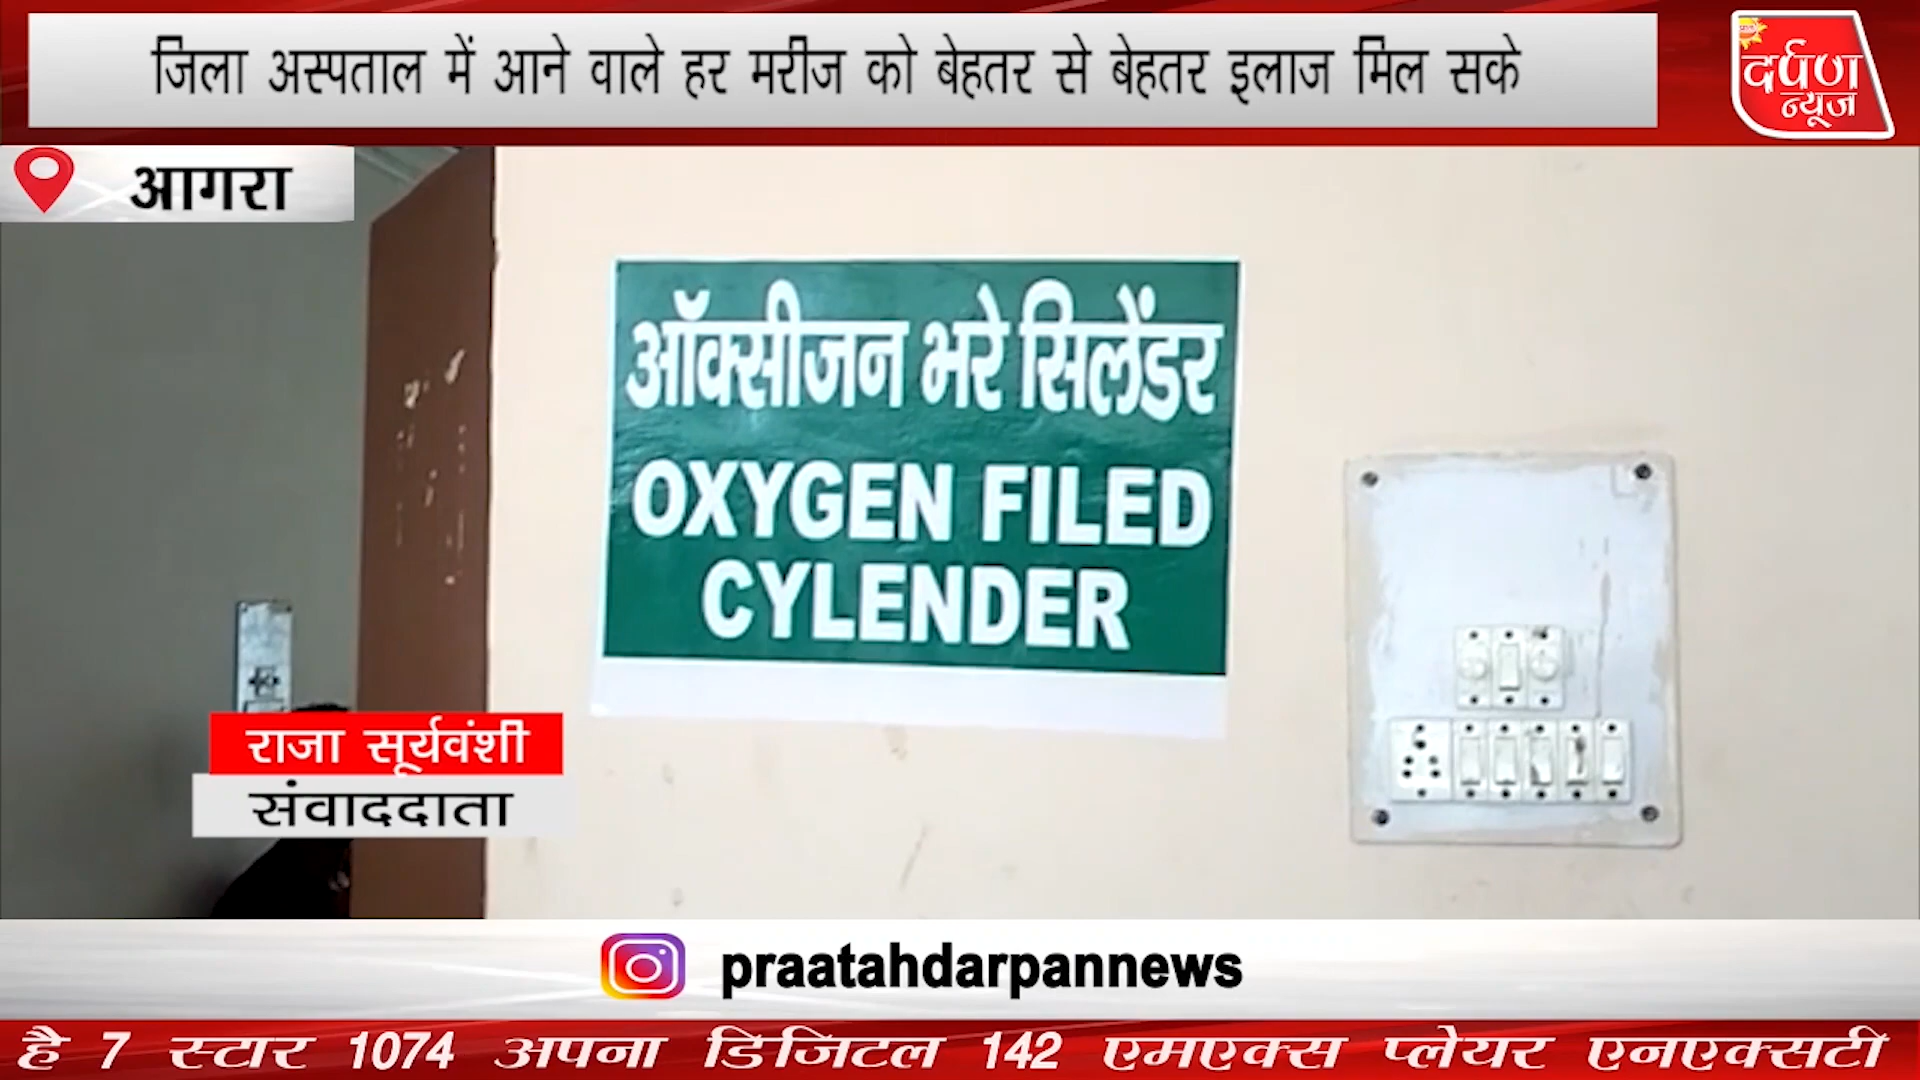 जिला अस्पताल में आने वाले हर मरीज को बेहतर से बेहतर इलाज मिल सके
दर्पण
न्यूज
आगरा
ऑक्सीजन भरे सिलेंडर
OXYGEN FILED
CYLENDER
राजा सूर्यवंशी
संवाददाता
praatahdarpannews
है 7 स्टार 1074 अपना डिजिटल 142 एमएक्स प्लेयर एनएक्सटी